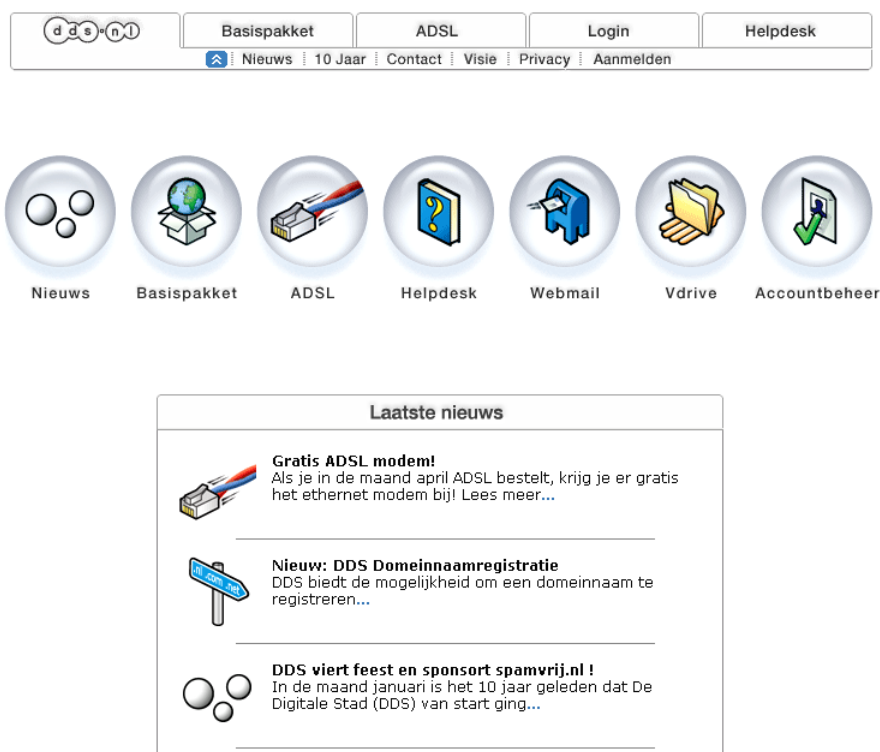 dds.nl Basispakket ADSL Login Helpdesk
Nieuws 10 Jaar Contact Visie Privacy Aanmelden
Nieuws Basispakket ADSL Helpdesk Webmail Vdrive Accountbeheer
Laatste nieuws
Gratis ADSL modem!
Als je in de maand april ADSL bestelt, krijg je er gratis
het ethernet modem bij! Lees meer...
.nl .com .net
Nieuw: DDS Domeinnaamregistratie
DDS biedt de mogelijkheid om een domeinnaam te
registreren...
DDS viert feest en sponsort spamvrij.nl !
In de maand januari is het 10 jaar geleden dat De
Digitale Stad (DDS) van start ging...